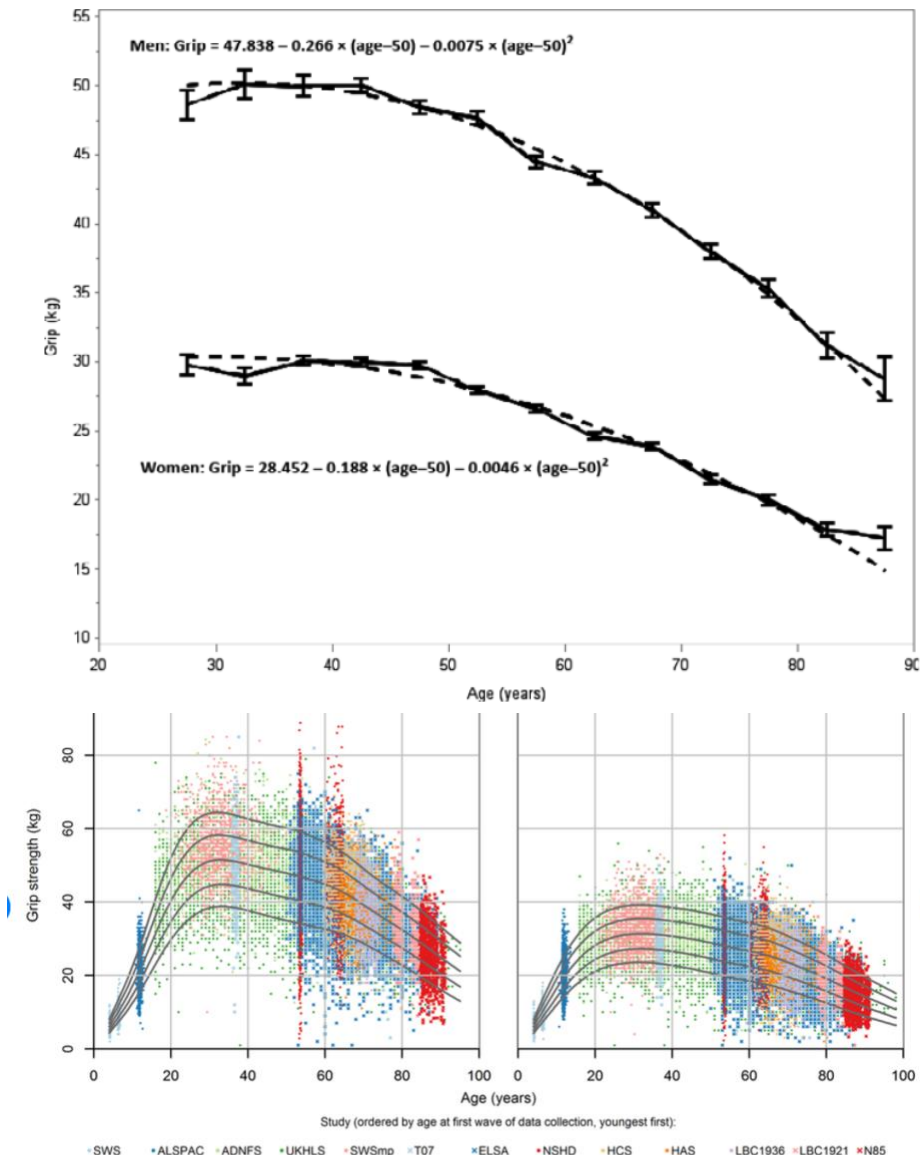 55
Men: Grip = 47.838 – 0.266 × (age–50) – 0.0075 × (age–50)²
50
45
40
35
30
25
20
15
10
Grip (kg)
Women: Grip = 28.452 – 0.188 × (age–50) – 0.0046 × (age–50)²
20 30 40 50 60 70 80 90
Age (years)
80
60
40
20
0
Grip strength (kg)
0 20 40 60 80 100 0 20 40 60 80 100
Age (years)
Study (ordered by age at first wave of data collection, youngest first):
SWS ALSPAC ADNFS UKHLS SWSmp T07 ELSA NSHD HCS HAS LBC1936 LBC1921 N85